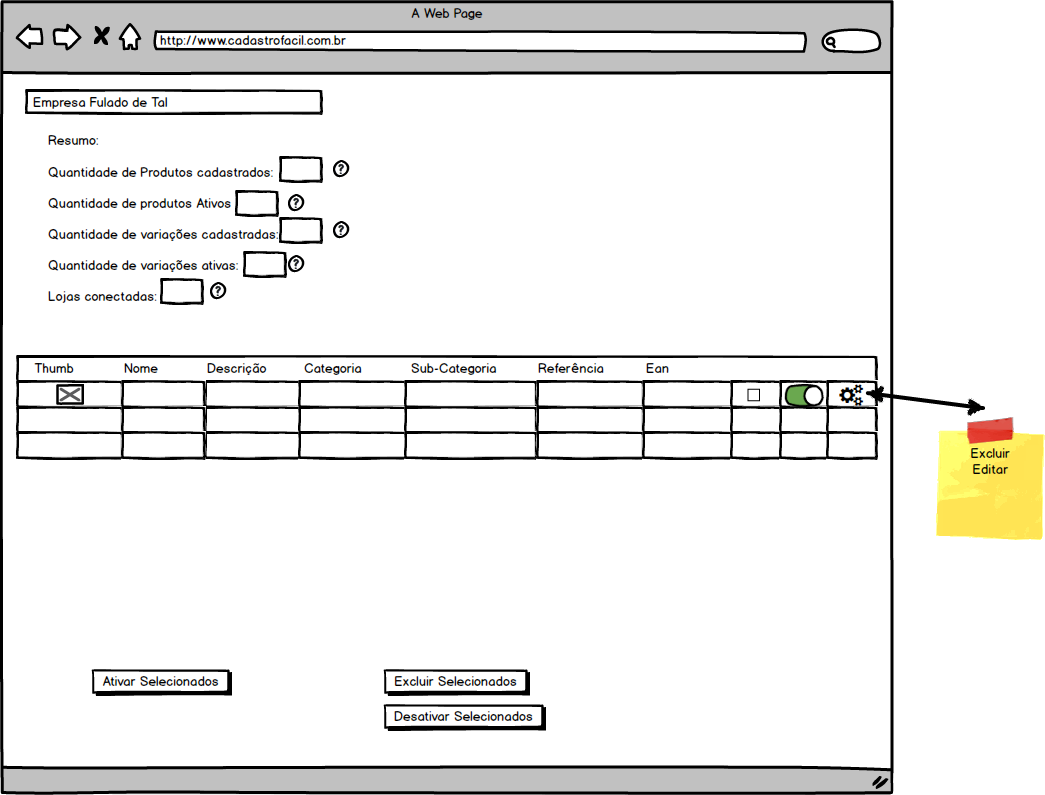 A Web Page
http://www.cadastrofacil.com.br
Empresa Fulado de Tal
Resumo:
Quantidade de Produtos cadastrados: ?
Quantidade de produtos Ativos ?
Quantidade de variações cadastradas: ?
Quantidade de variações ativas: ?
Lojas conectadas: ?
Thumb Nome Descrição Categoria Sub-Categoria Referência Ean
Excluir
Editar
Ativar Selecionados Excluir Selecionados
Desativar Selecionados